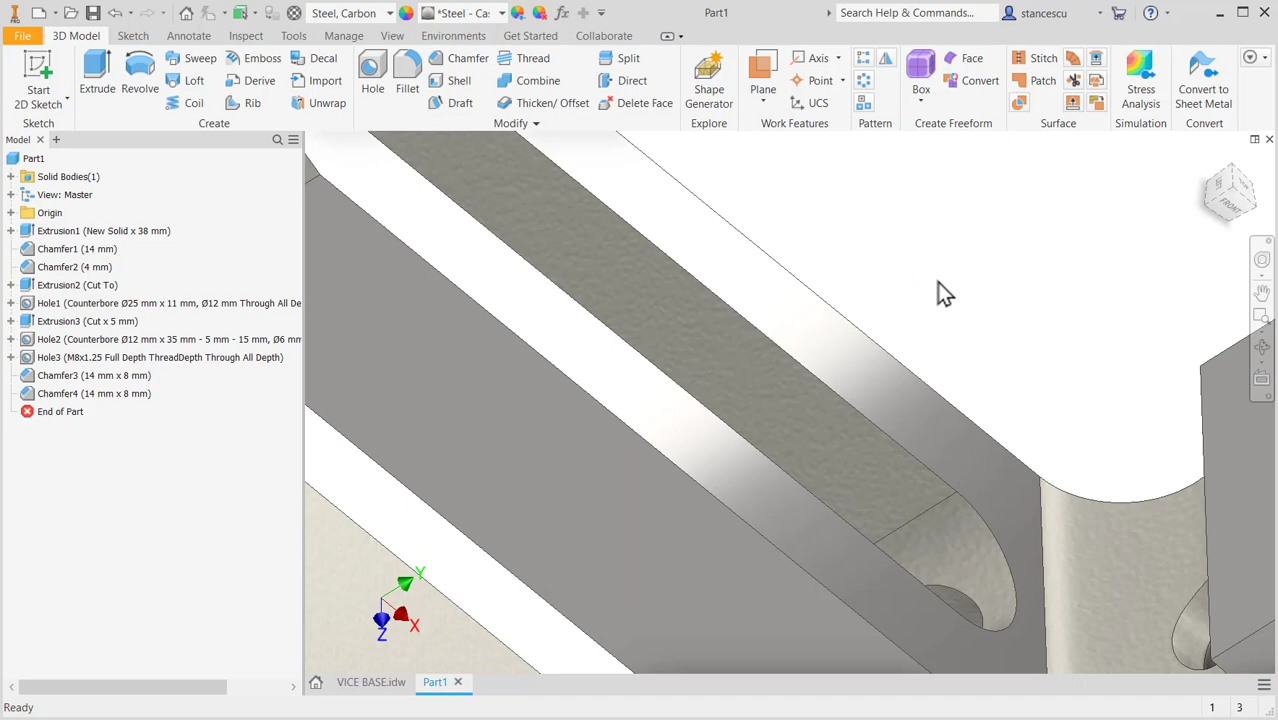 Steel, Carbon
*Steel - Ca:
Part1
Search Help & Commands...
stancescu
File
3D Model
Sketch
Annotate
Inspect
Tools
Manage
View
Environments
Get Started
Collaborate
Start
2D Sketch
Extrude
Revolve
Sweep
Loft
Coil
Emboss
Derive
Rib
Decal
Import
Unwrap
Hole
Fillet
Chamfer
Shell
Draft
Thread
Combine
Thicken/ Offset
Split
Direct
Delete Face
Shape
Generator
Plane
Axis
Point
UCS
Box
Face
Convert
Stitch
Patch
Stress
Analysis
Convert to
Sheet Metal
Sketch
Create
Modify
Explore
Work Features
Pattern
Create Freeform
Surface
Simulation
Convert
Model
Part1
Solid Bodies(1)
View: Master
Origin
Extrusion1 (New Solid x 38 mm)
Chamfer1 (14 mm)
Chamfer2 (4 mm)
Extrusion2 (Cut To)
Hole1 (Counterbore Ø25 mm x 11 mm, Ø12 mm Through All De
Extrusion3 (Cut x 5 mm)
Hole2 (Counterbore Ø12 mm x 35 mm - 5 mm - 15 mm, Ø6 mm
Hole3 (M8x1.25 Full Depth ThreadDepth Through All Depth)
Chamfer3 (14 mm x 8 mm)
Chamfer4 (14 mm x 8 mm)
End of Part
FRONT
Y
X
Z
VICE BASE.idw
Part1
Ready
1
3